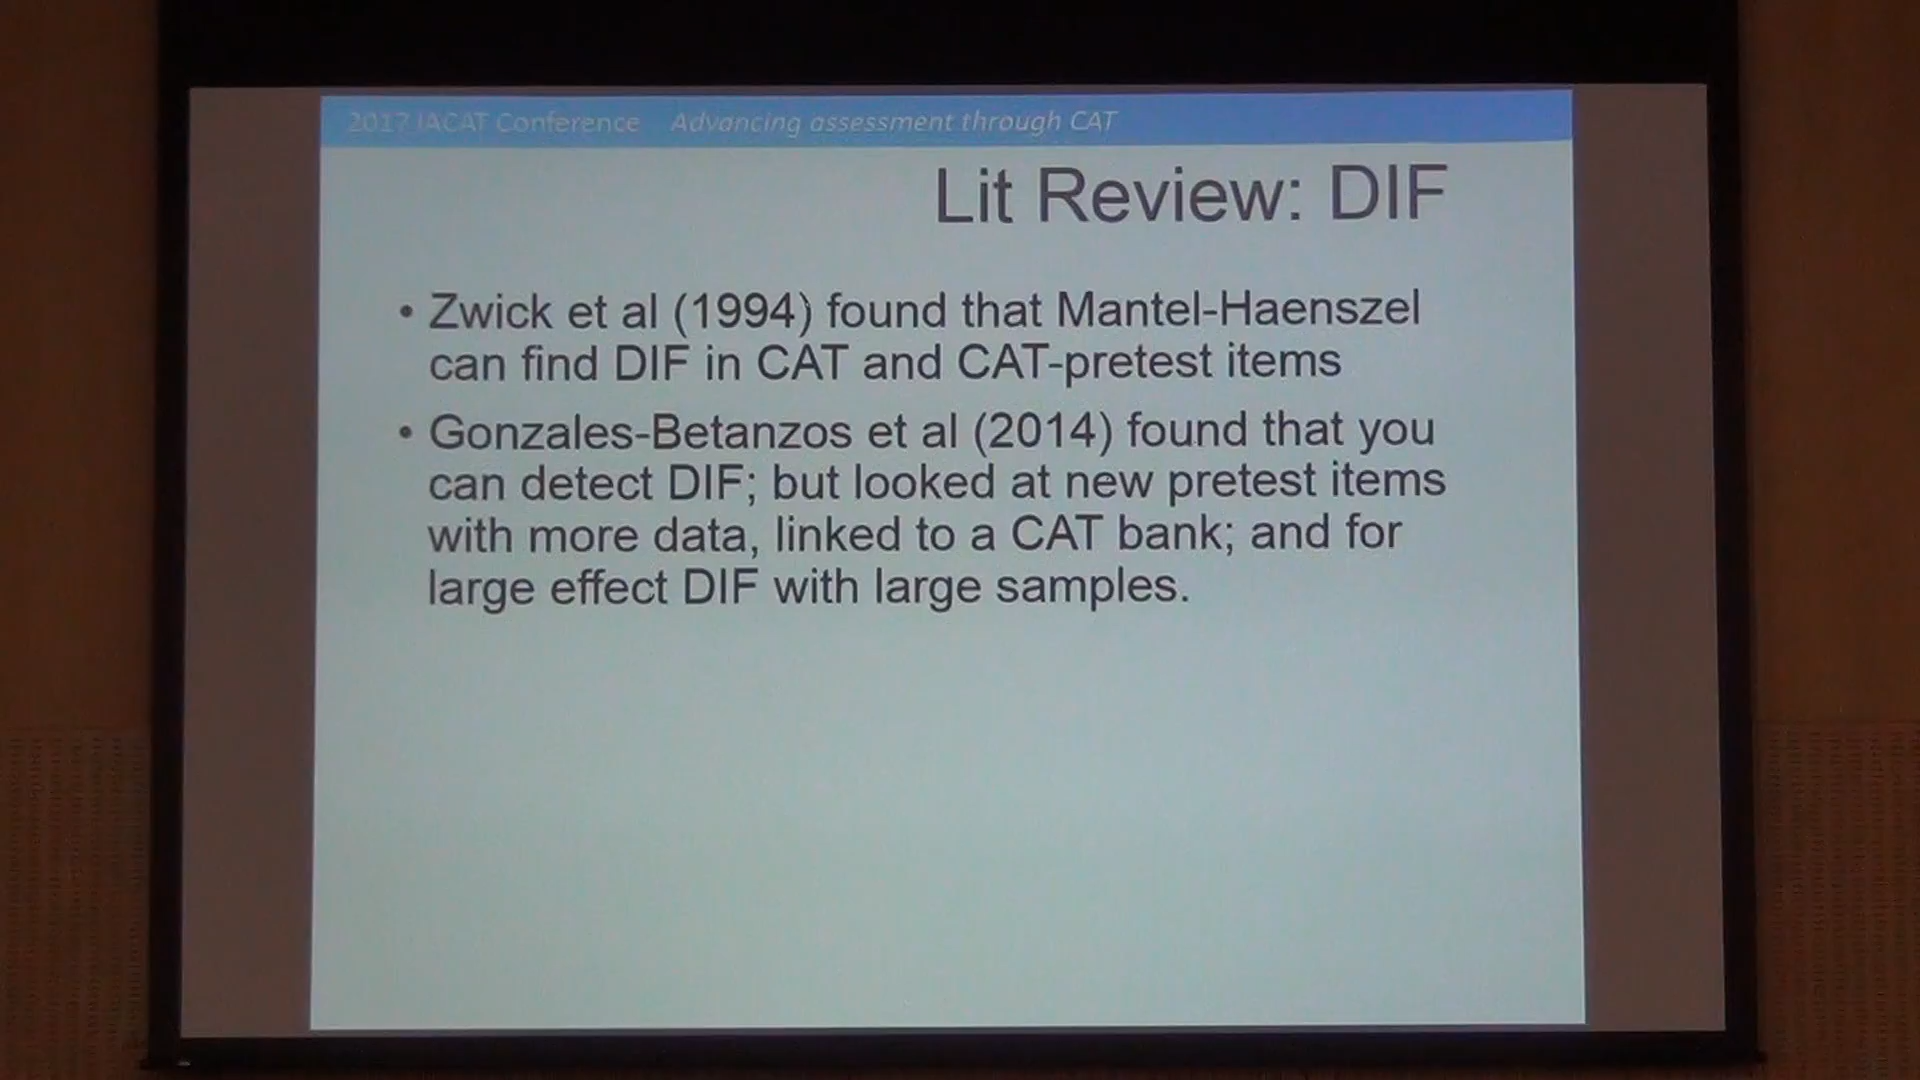 2017 IACAT Conference Advancing assessment through CAT
Lit Review: DIF
• Zwick et al (1994) found that Mantel-Haenszel
can find DIF in CAT and CAT-pretest items
• Gonzales-Betanzos et al (2014) found that you
can detect DIF; but looked at new pretest items
with more data, linked to a CAT bank; and for
large effect DIF with large samples.